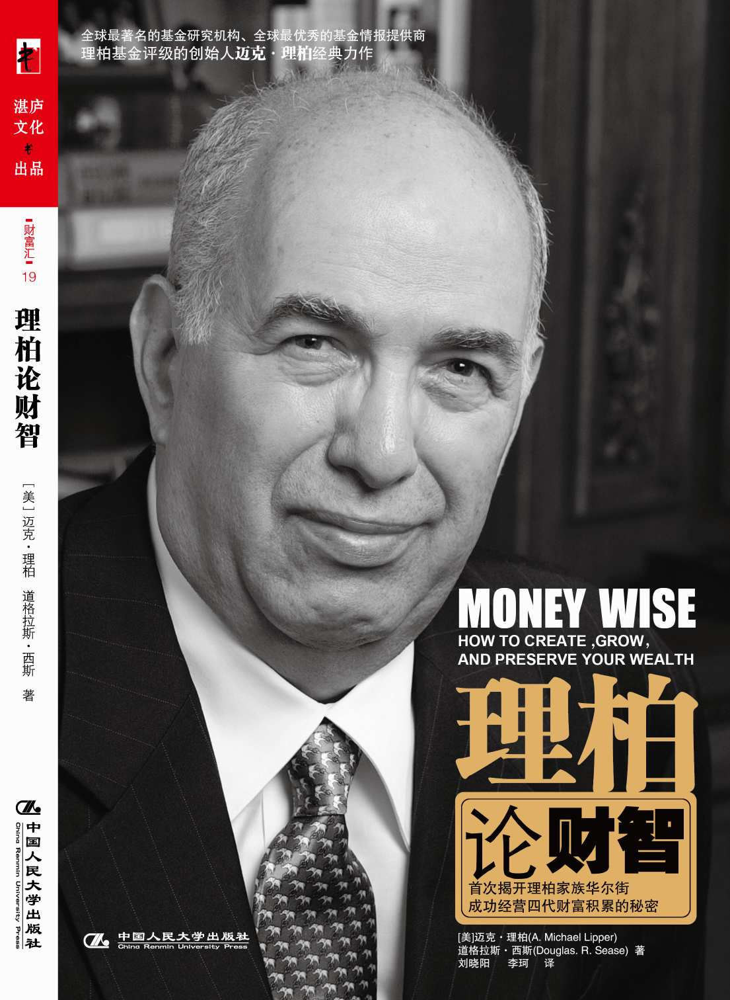 湛庐
文化
出品
财富汇
19
理柏论财智
[美]迈克·理柏 道格拉斯·西斯 著
中国人民大学出版社
China Renmin University Press
全球最著名的基金研究机构、全球最优秀的基金情报提供商
理柏基金评级的创始人迈克·理柏经典力作
MONEY WISE
HOW TO CREATE ,GROW,
AND PRESERVE YOUR WEALTH
理柏
论财智
首次揭开理柏家族华尔街
成功经营四代财富积累的秘密
[美]迈克·理柏(A. Michael Lipper)
道格拉斯·西斯(Douglas. R. Sease) 著
刘晓阳 李珂 译
中国人民大学出版社
China Renmin University Press